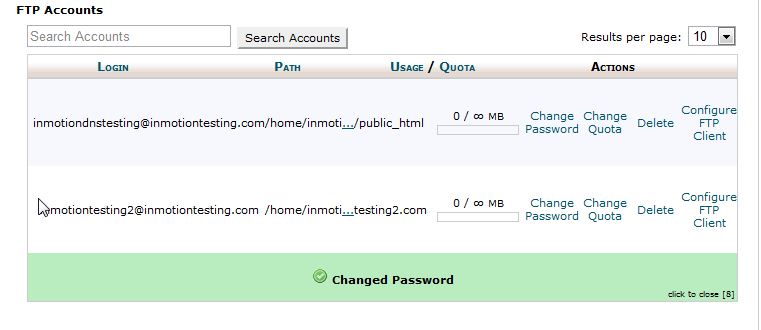 FTP Accounts
Search Accounts Search Accounts Results per page: 10
LOGIN PATH USAGE / QUOTA ACTIONS
inmotiondnstesting@inmotiontesting.com/home/inmoti.../public_html 0 / ∞ MB Change Password Change Quota Delete Configure FTP Client
motiontesting2@inmotiontesting.com /home/inmoti...testing2.com 0 / ∞ MB Change Password Change Quota Delete Configure FTP Client
Changed Password
click to close [8]